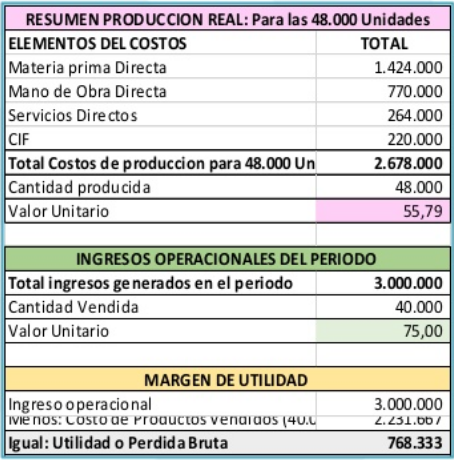 RESUMEN PRODUCCION REAL: Para las 48.000 Unidades
ELEMENTOS DEL COSTOS TOTAL
Materia prima Directa 1.424.000
Mano de Obra Directa 770.000
Servicios Directos 264.000
CIF 220.000
Total Costos de produccion para 48.000 Un 2.678.000
Cantidad producida 48.000
Valor Unitario 55,79
INGRESOS OPERACIONALES DEL PERIODO
Total ingresos generados en el periodo 3.000.000
Cantidad Vendida 40.000
Valor Unitario 75,00
MARGEN DE UTILIDAD
Ingreso operacional 3.000.000
Menos: Costo de Productos Vendidos (40.0 2.231.667
Igual: Utilidad o Perdida Bruta 768.333